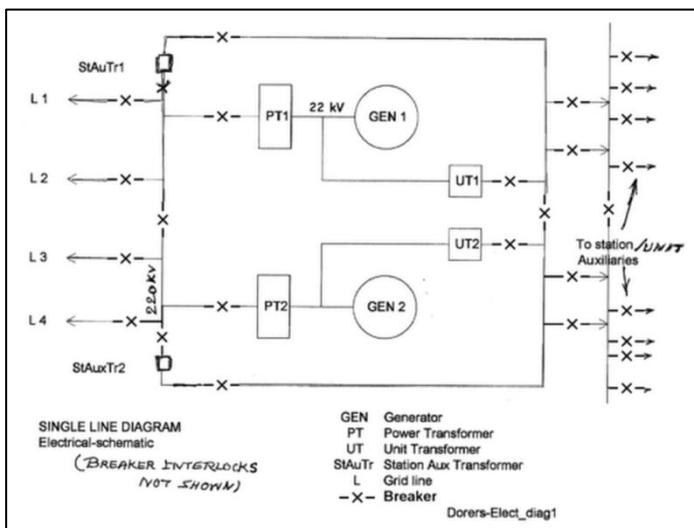 StAuTr1
L 1
PT1
22 kV
GEN 1
L 2
UT1
To station/UNIT
Auxiliaries
UT2
L 3
220KV
PT2
GEN 2
L 4
StAuxTr2
SINGLE LINE DIAGRAM
Electrical-schematic
(BREAKER INTERLOCKS
NOT SHOWN)
GEN Generator
PT Power Transformer
UT Unit Transformer
StAuTr Station Aux Transformer
L Grid line
-X- Breaker
Dorers-Elect_diag1